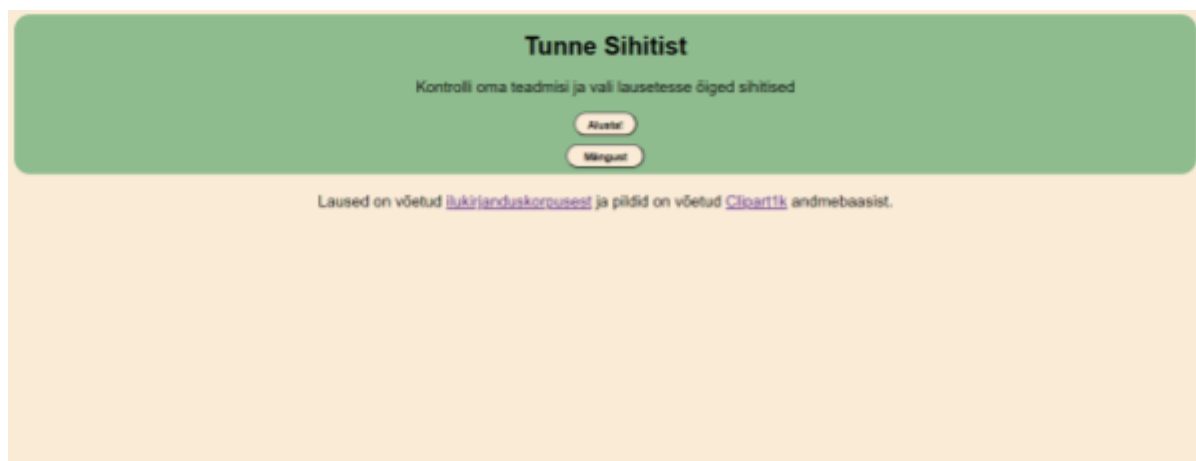 Tunne Sihitist
Kontrolli oma teadmisi ja vali lausetesse õiged sihitised
Alusta!
Mängust
Laused on võetud ilukirjanduskorpusest ja pildid on võetud Clipart1k andmebaasist.